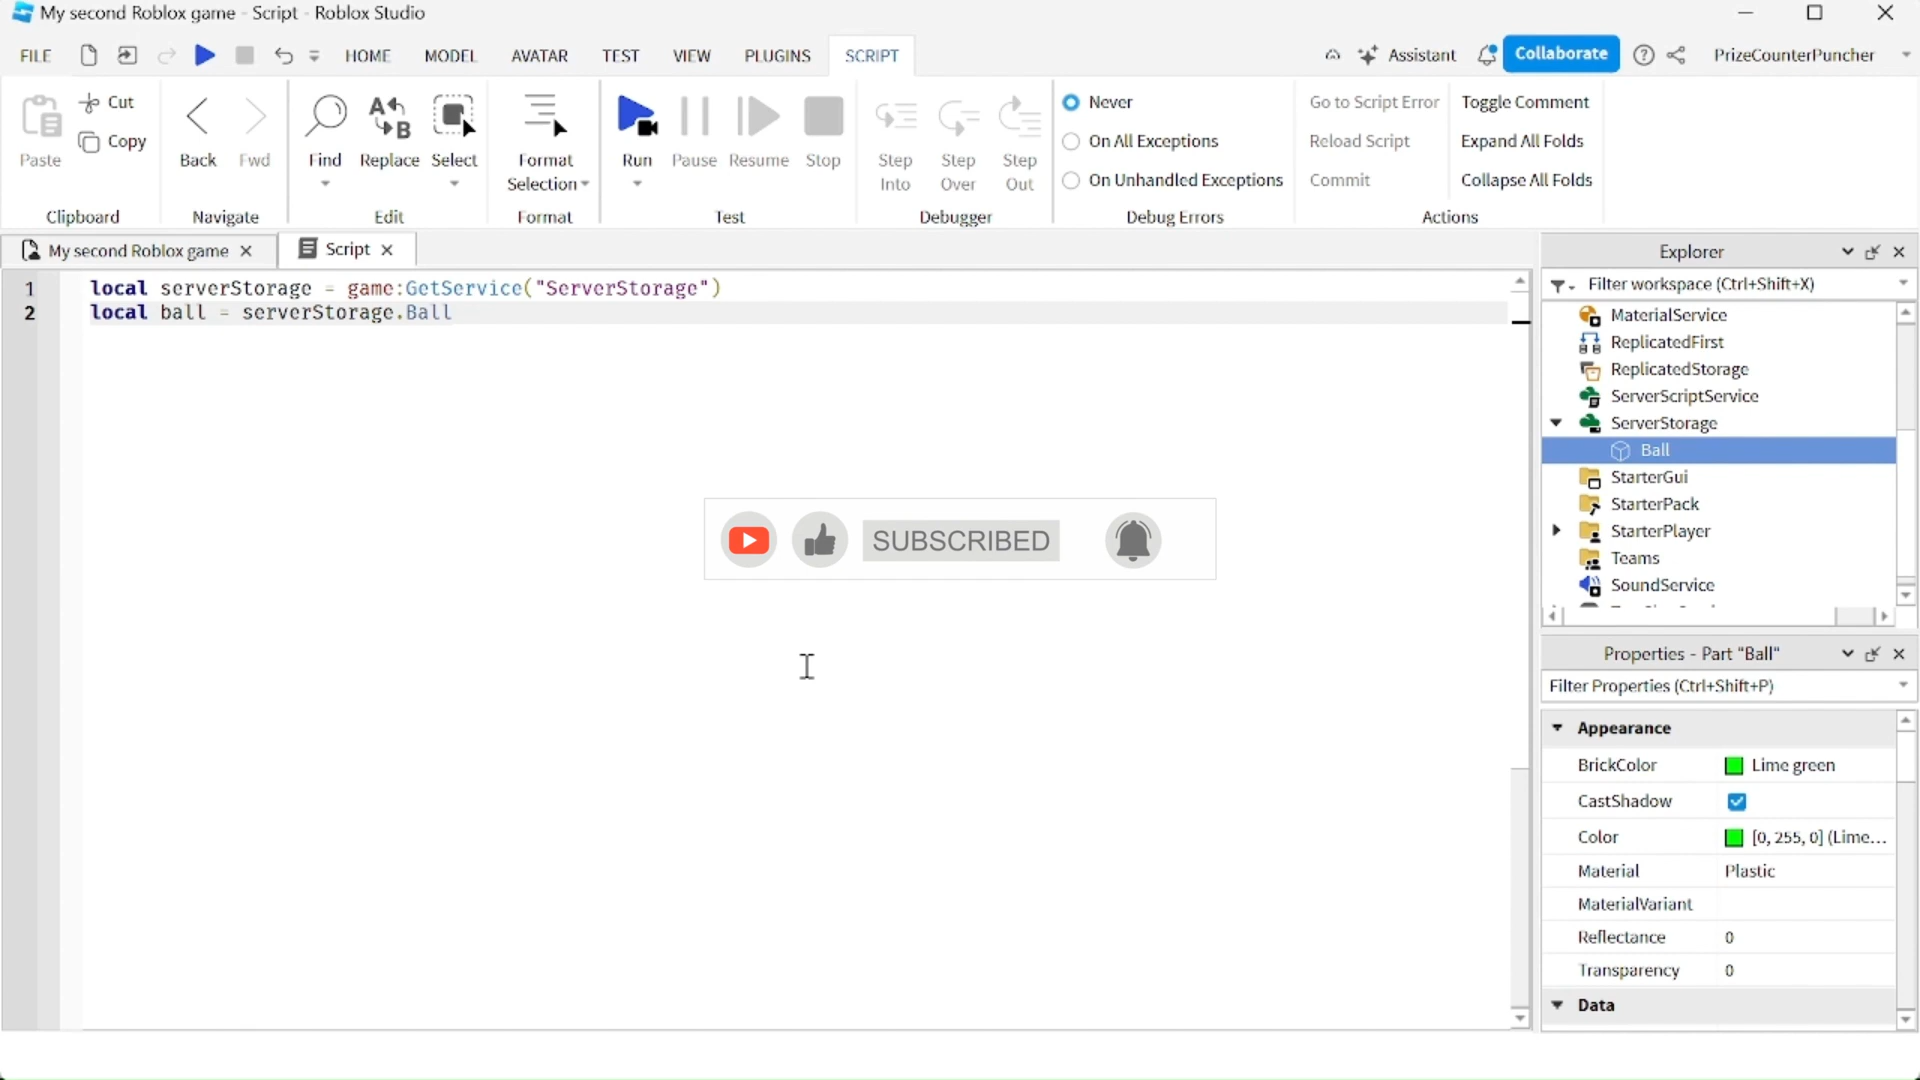 My second Roblox game - Script - Roblox Studio
FILE HOME MODEL AVATAR TEST VIEW PLUGINS SCRIPT Assistant Collaborate PrizeCounterPuncher
Paste Cut Copy
Clipboard
Back Fwd
Navigate
Find Replace Select
Edit
Format Selection
Format
Run Pause Resume Stop
Test
Step Into Step Over Step Out
Debugger
Never
On All Exceptions
On Unhandled Exceptions
Debug Errors
Go to Script Error
Reload Script
Commit
Toggle Comment
Expand All Folds
Collapse All Folds
Actions
My second Roblox game Script
1 local serverStorage = game:GetService("ServerStorage")
2 local ball = serverStorage.Ball
SUBSCRIBED
Explorer
Filter workspace (Ctrl+Shift+X)
MaterialService
ReplicatedFirst
ReplicatedStorage
ServerScriptService
ServerStorage
Ball
StarterGui
StarterPack
StarterPlayer
Teams
SoundService
Properties - Part "Ball"
Filter Properties (Ctrl+Shift+P)
Appearance
BrickColor Lime green
CastShadow
Color [0, 255, 0] (Lime...
Material Plastic
MaterialVariant
Reflectance 0
Transparency 0
Data